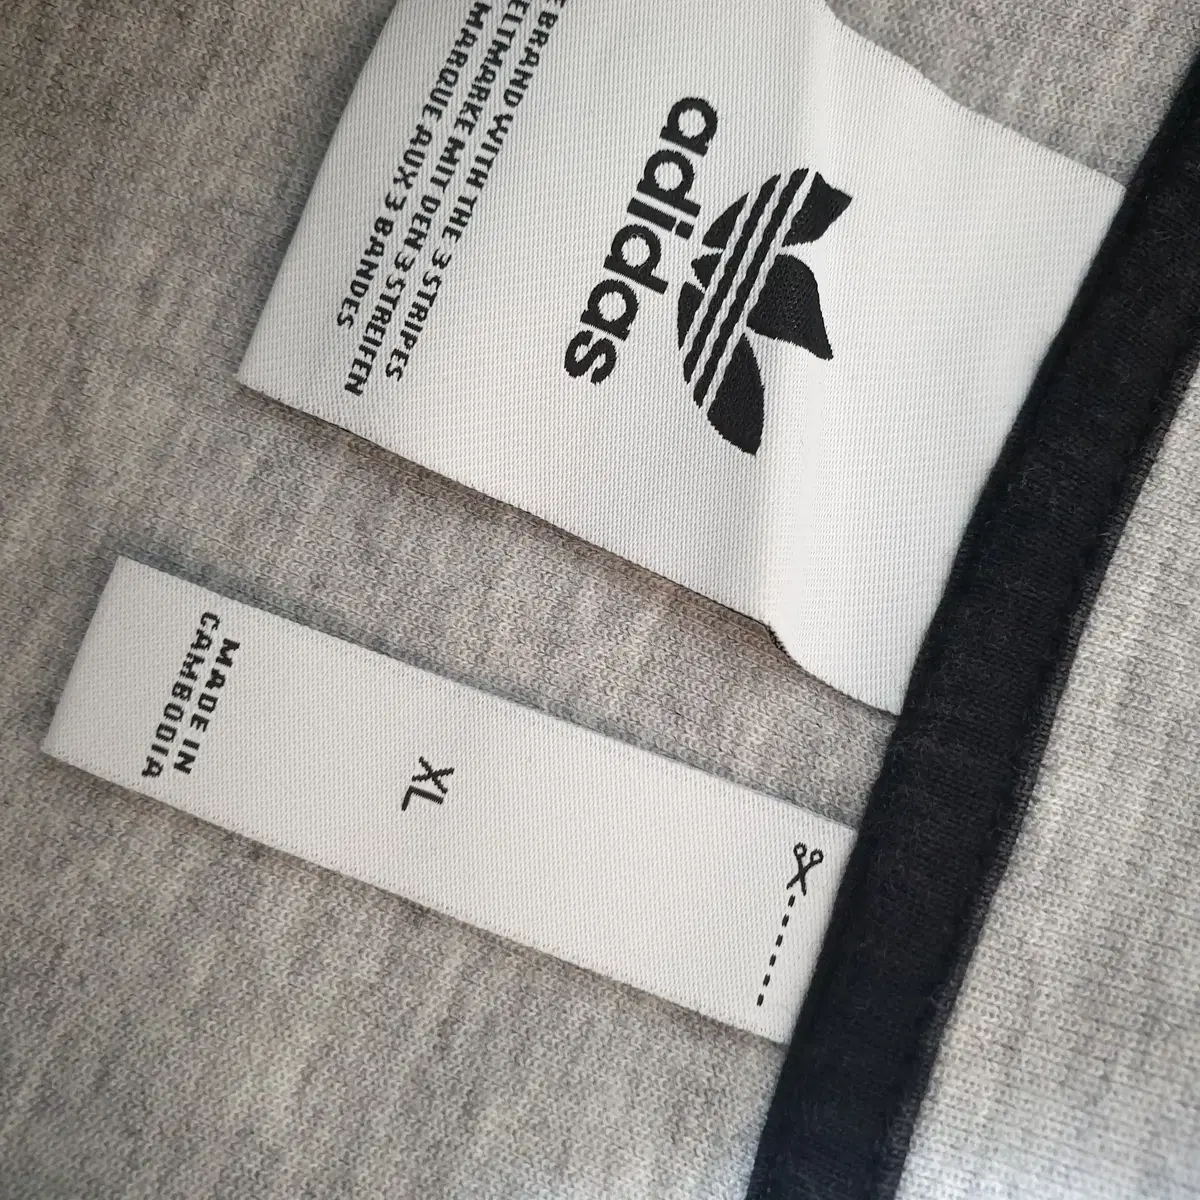 adidas
E BRAND WITH THE 3 STRIPES
ELTMARKE MIT DEN 3 STREIFEN
MARQUE AUX 3 BANDES
XL
MADE IN
CAMBODIA